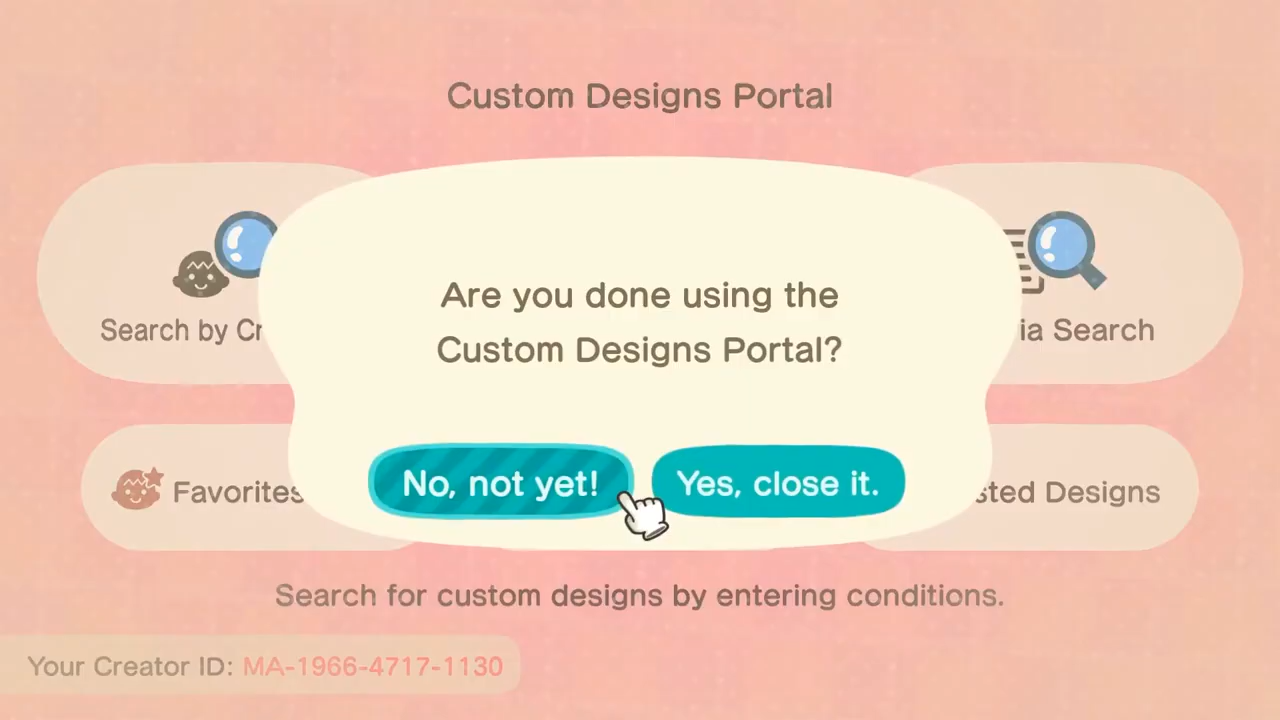 Custom Designs Portal
Search by
ia Search
Are you done using the
Custom Designs Portal?
No, not yet!
Yes, close it.
Favorites
sted Designs
Search for custom designs by entering conditions.
Your Creator ID: MA-1966-4717-1130